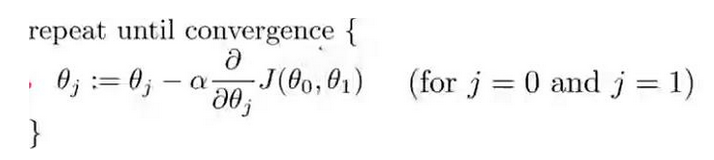 repeat until convergence {
θj := θj − α ∂/∂θj J(θ0, θ1) (for j = 0 and j = 1)
}